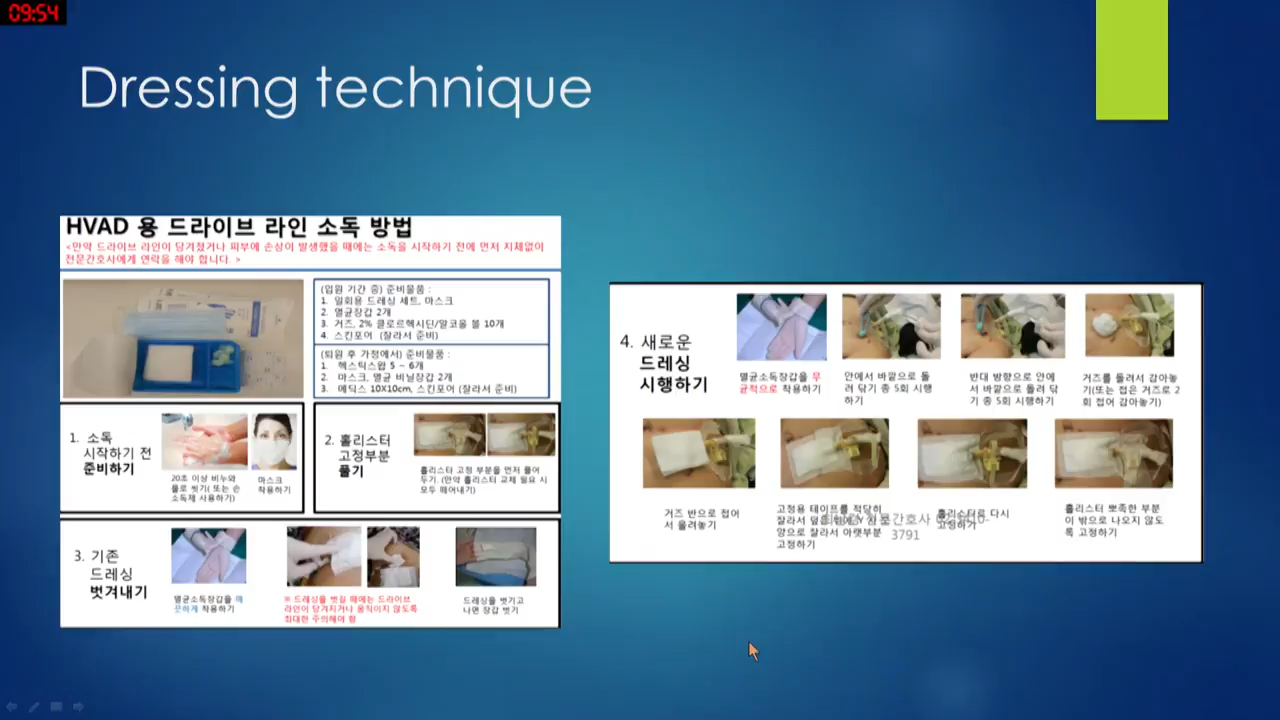 09:54
Dressing technique
HVAD 용 드라이브 라인 소독 방법
<만약 드라이브 라인이 당겨졌거나 피부에 손상이 발생했을 때에는 소독을 시작하기 전에 먼저 지체없이
전문간호사에게 연락을 해야 합니다. >
(입원 기간 중) 준비물품 :
1. 일회용 드레싱 세트, 마스크
2. 멸균장갑 2개
3. 거즈, 2% 클로르헥시딘/알코올 볼 10개
4. 스킨포어 (잘라서 준비)
(퇴원 후 가정에서) 준비물품 :
1. 헥스틱스왑 5 ~ 6개
2. 마스크, 멸균 비닐장갑 2개
3. 메딕스 10X10cm, 스킨포어 (잘라서 준비)
1. 소독
시작하기 전
준비하기
20초 이상 비누와
물로 씻기( 또는 손
소독제 사용하기)
마스크
착용하기
2. 홀리스터
고정부분
풀기
홀리스터 고정 부분을 먼저 풀어
두기. (만약 홀리스터 교체 필요 시
모두 떼어내기)
3. 기존
드레싱
벗겨내기
멸균소독장갑을 깨
끗하게 착용하기
※ 드레싱을 벗길 때에는 드라이브
라인이 당겨지거나 움직이지 않도록
최대한 주의해야 함
드레싱을 벗기고
나면 장갑 벗기
4. 새로운
드레싱
시행하기
멸균소독장갑을 무
균적으로 착용하기
안에서 바깥으로 돌
려 닦기 총 5회 시행
하기
반대 방향으로 안에
서 바깥으로 돌려 닦
기 총 5회 시행하기
거즈를 돌려서 감아놓
기(또는 접은 거즈로 2
회 접어 감아놓기)
거즈 반으로 접어
서 올려놓기
고정용 테이프를 적당히
잘라서 덮
양으로 잘라서 아랫부분
고정하기
간호사
3791
홀리스터로 다시
고정하기
홀리스터 뾰족한 부분
이 밖으로 나오지 않도
록 고정하기